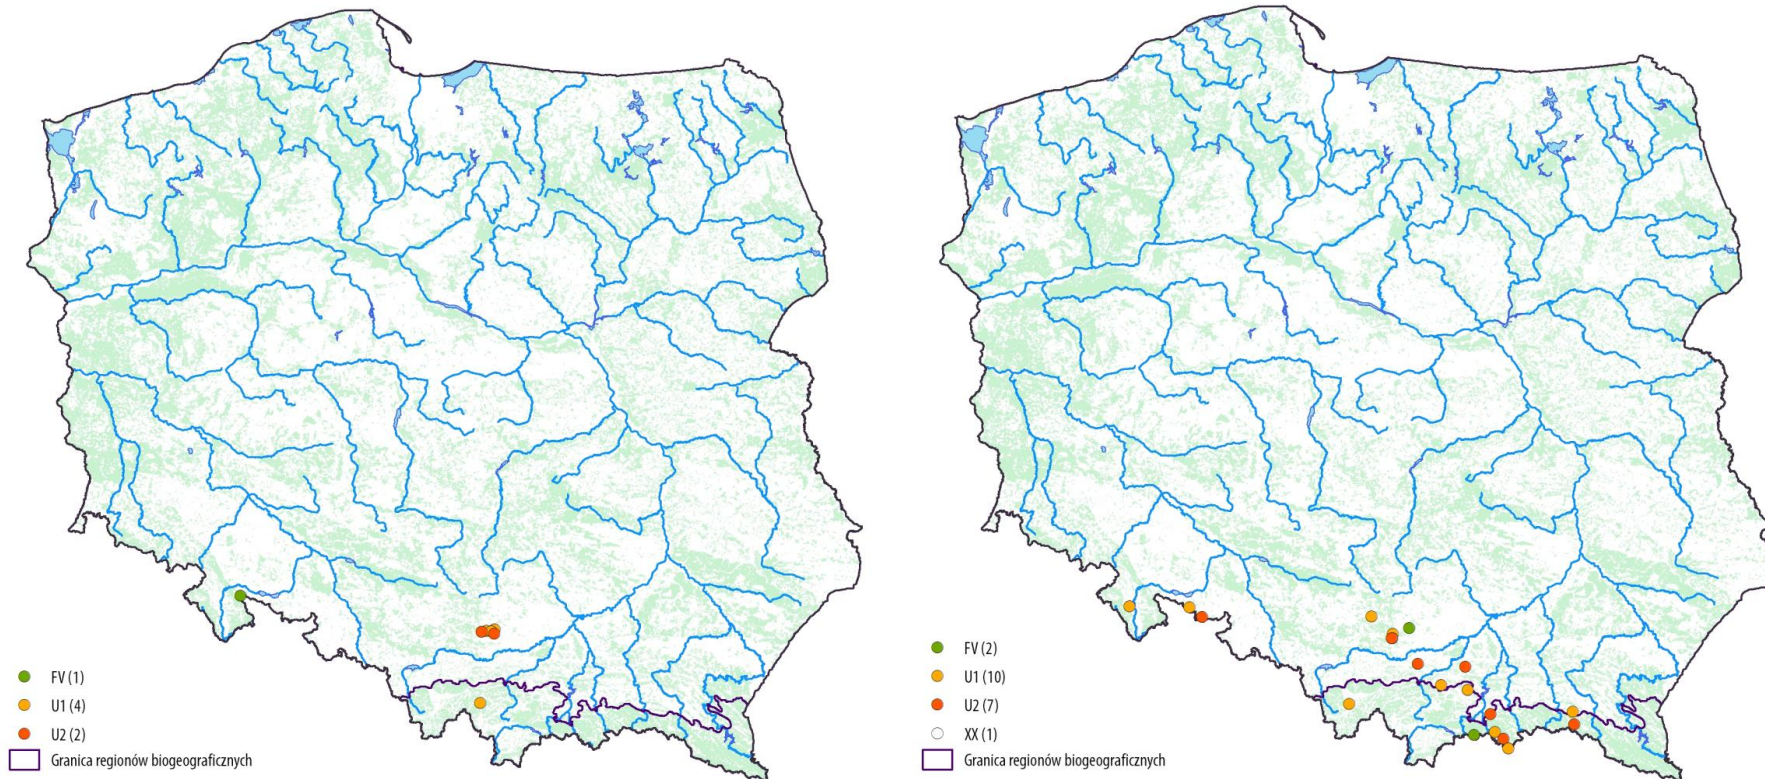 FV (1)
U1 (4)
U2 (2)
Granica regionów biogeograficznych
FV (2)
U1 (10)
U2 (7)
XX (1)
Granica regionów biogeograficznych